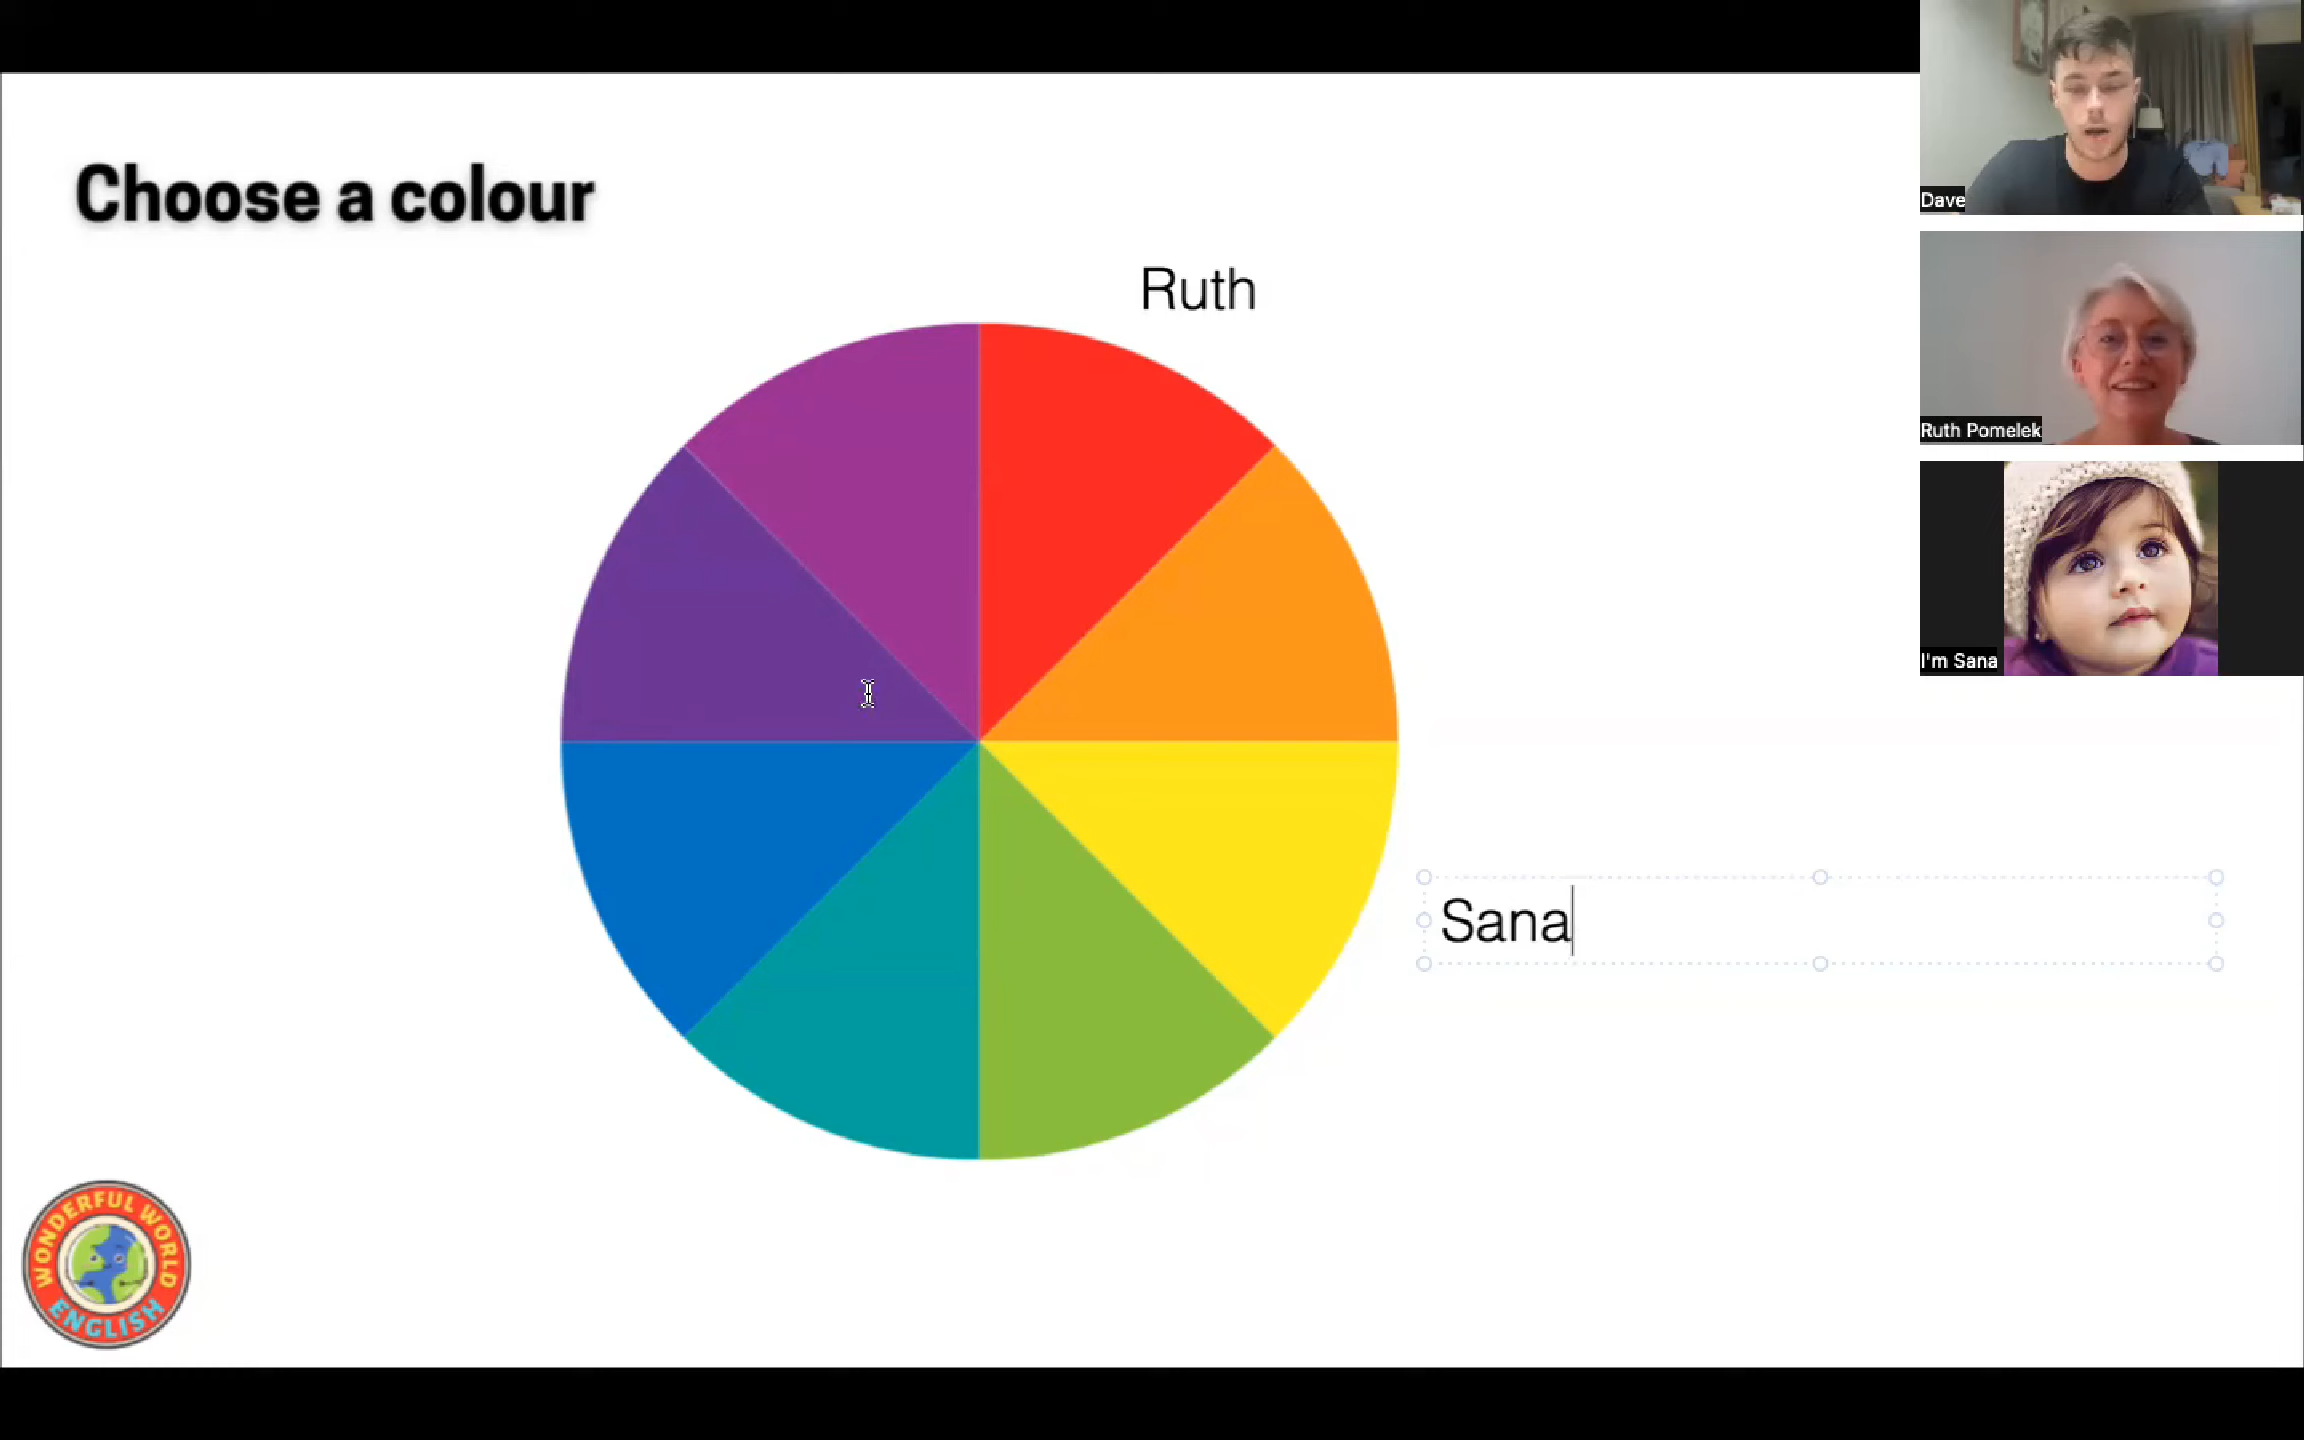 Choose a colour
Ruth
Sana
Dave
Ruth Pomelek
I'm Sana
WONDERFUL WORLD
ENGLISH